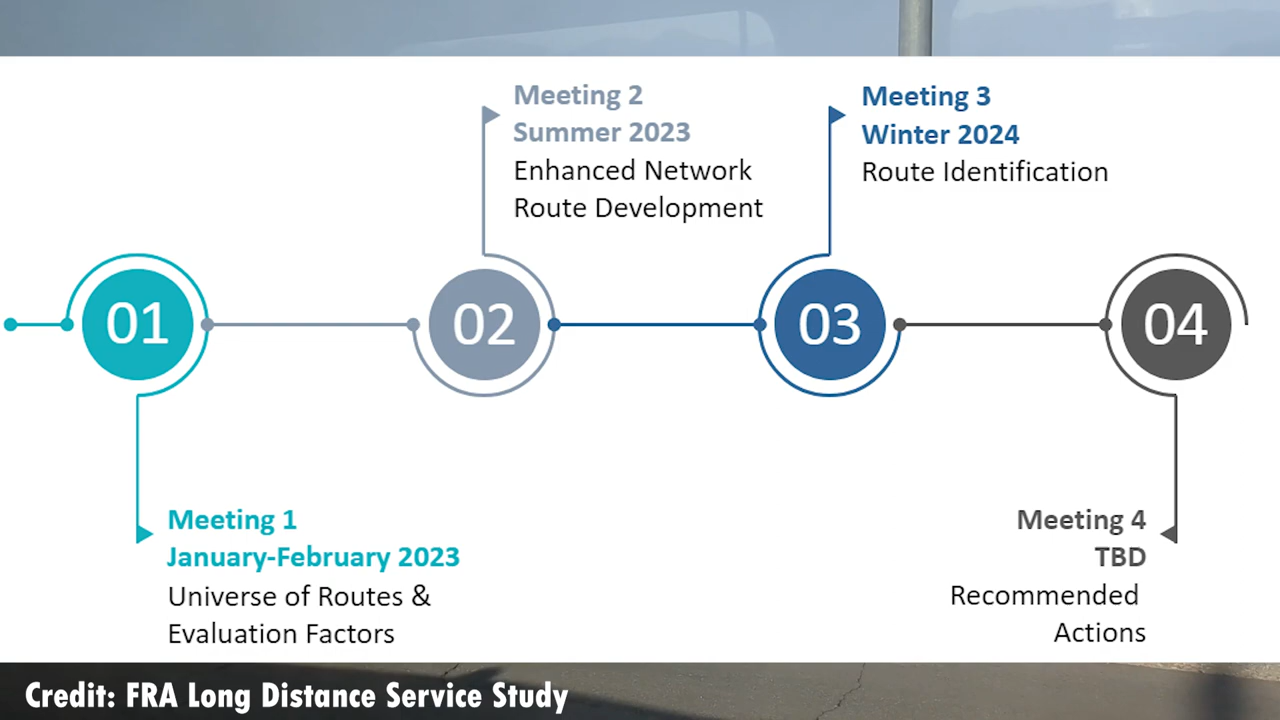 Meeting 2
Summer 2023
Enhanced Network
Route Development
Meeting 3
Winter 2024
Route Identification
01
02
03
04
Meeting 1
January-February 2023
Universe of Routes &
Evaluation Factors
Meeting 4
TBD
Recommended
Actions
Credit: FRA Long Distance Service Study